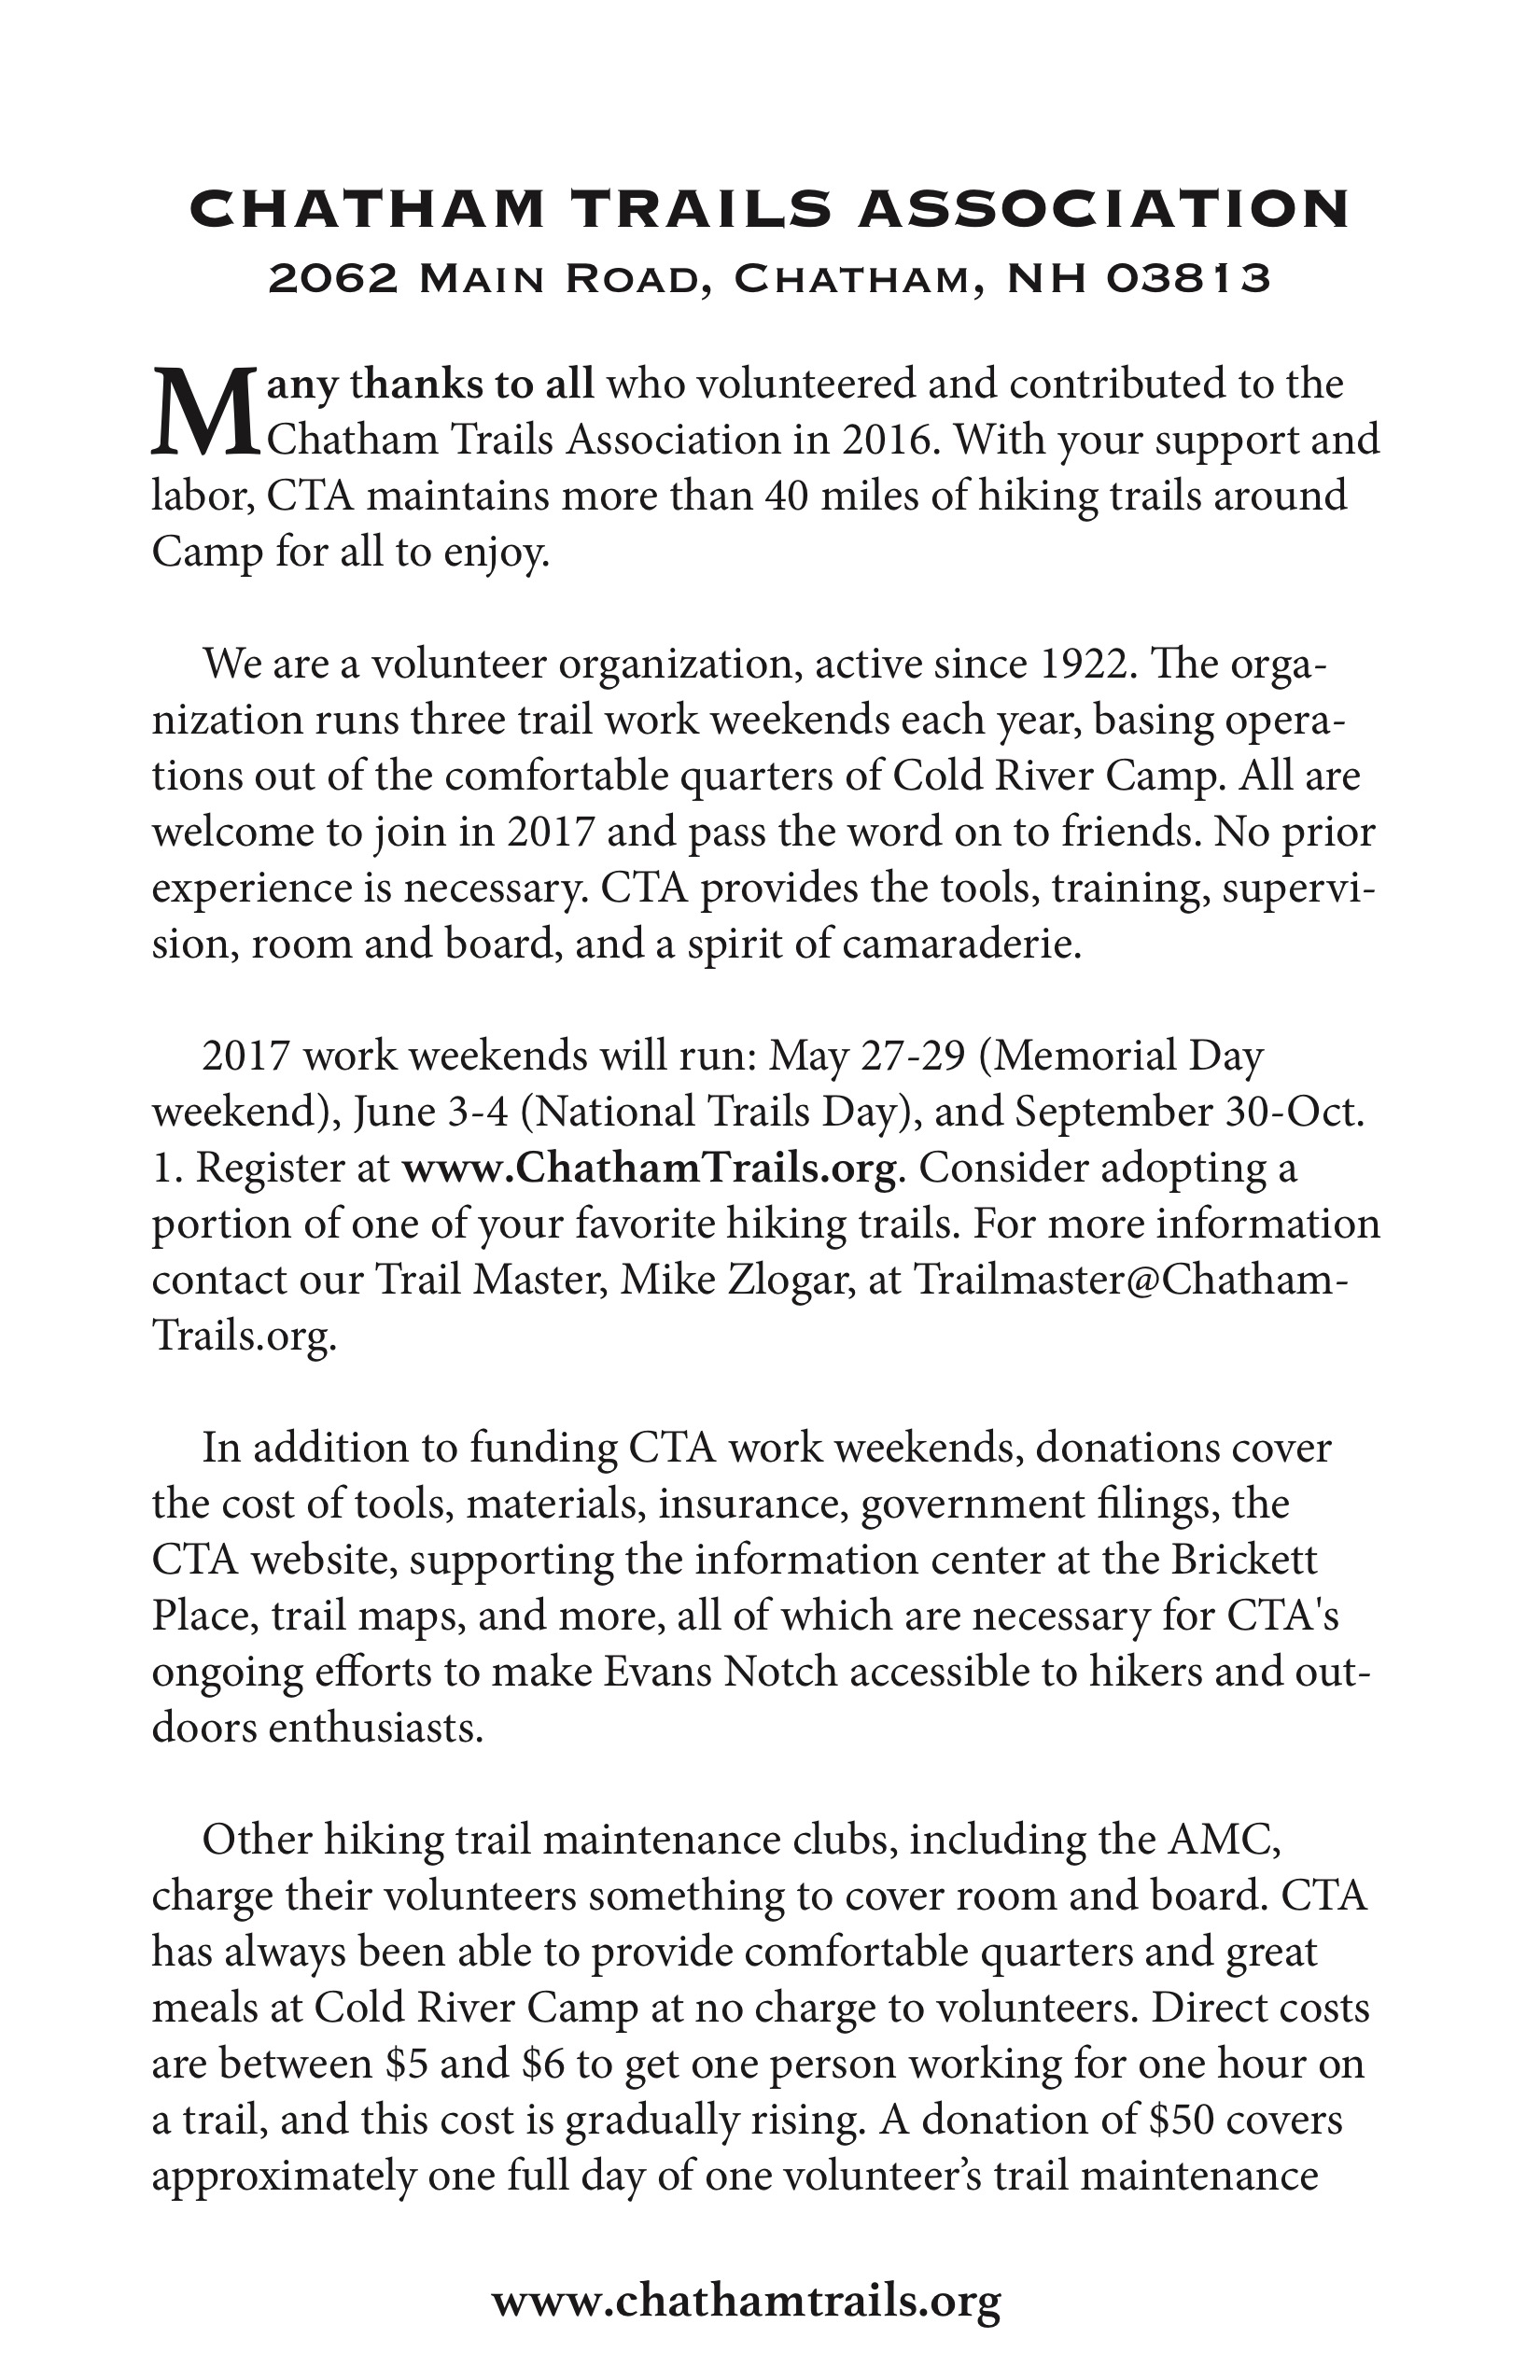 CHATHAM TRAILS ASSOCIATION
2062 Main Road, Chatham, NH 03813
Many thanks to all who volunteered and contributed to the
Chatham Trails Association in 2016. With your support and
labor, CTA maintains more than 40 miles of hiking trails around
Camp for all to enjoy.
We are a volunteer organization, active since 1922. The orga-
nization runs three trail work weekends each year, basing opera-
tions out of the comfortable quarters of Cold River Camp. All are
welcome to join in 2017 and pass the word on to friends. No prior
experience is necessary. CTA provides the tools, training, supervi-
sion, room and board, and a spirit of camaraderie.
2017 work weekends will run: May 27-29 (Memorial Day
weekend), June 3-4 (National Trails Day), and September 30-Oct.
1. Register at www.ChathamTrails.org. Consider adopting a
portion of one of your favorite hiking trails. For more information
contact our Trail Master, Mike Zlogar, at Trailmaster@Chatham-
Trails.org.
In addition to funding CTA work weekends, donations cover
the cost of tools, materials, insurance, government filings, the
CTA website, supporting the information center at the Brickett
Place, trail maps, and more, all of which are necessary for CTA's
ongoing efforts to make Evans Notch accessible to hikers and out-
doors enthusiasts.
Other hiking trail maintenance clubs, including the AMC,
charge their volunteers something to cover room and board. CTA
has always been able to provide comfortable quarters and great
meals at Cold River Camp at no charge to volunteers. Direct costs
are between $5 and $6 to get one person working for one hour on
a trail, and this cost is gradually rising. A donation of $50 covers
approximately one full day of one volunteer’s trail maintenance
www.chathamtrails.org